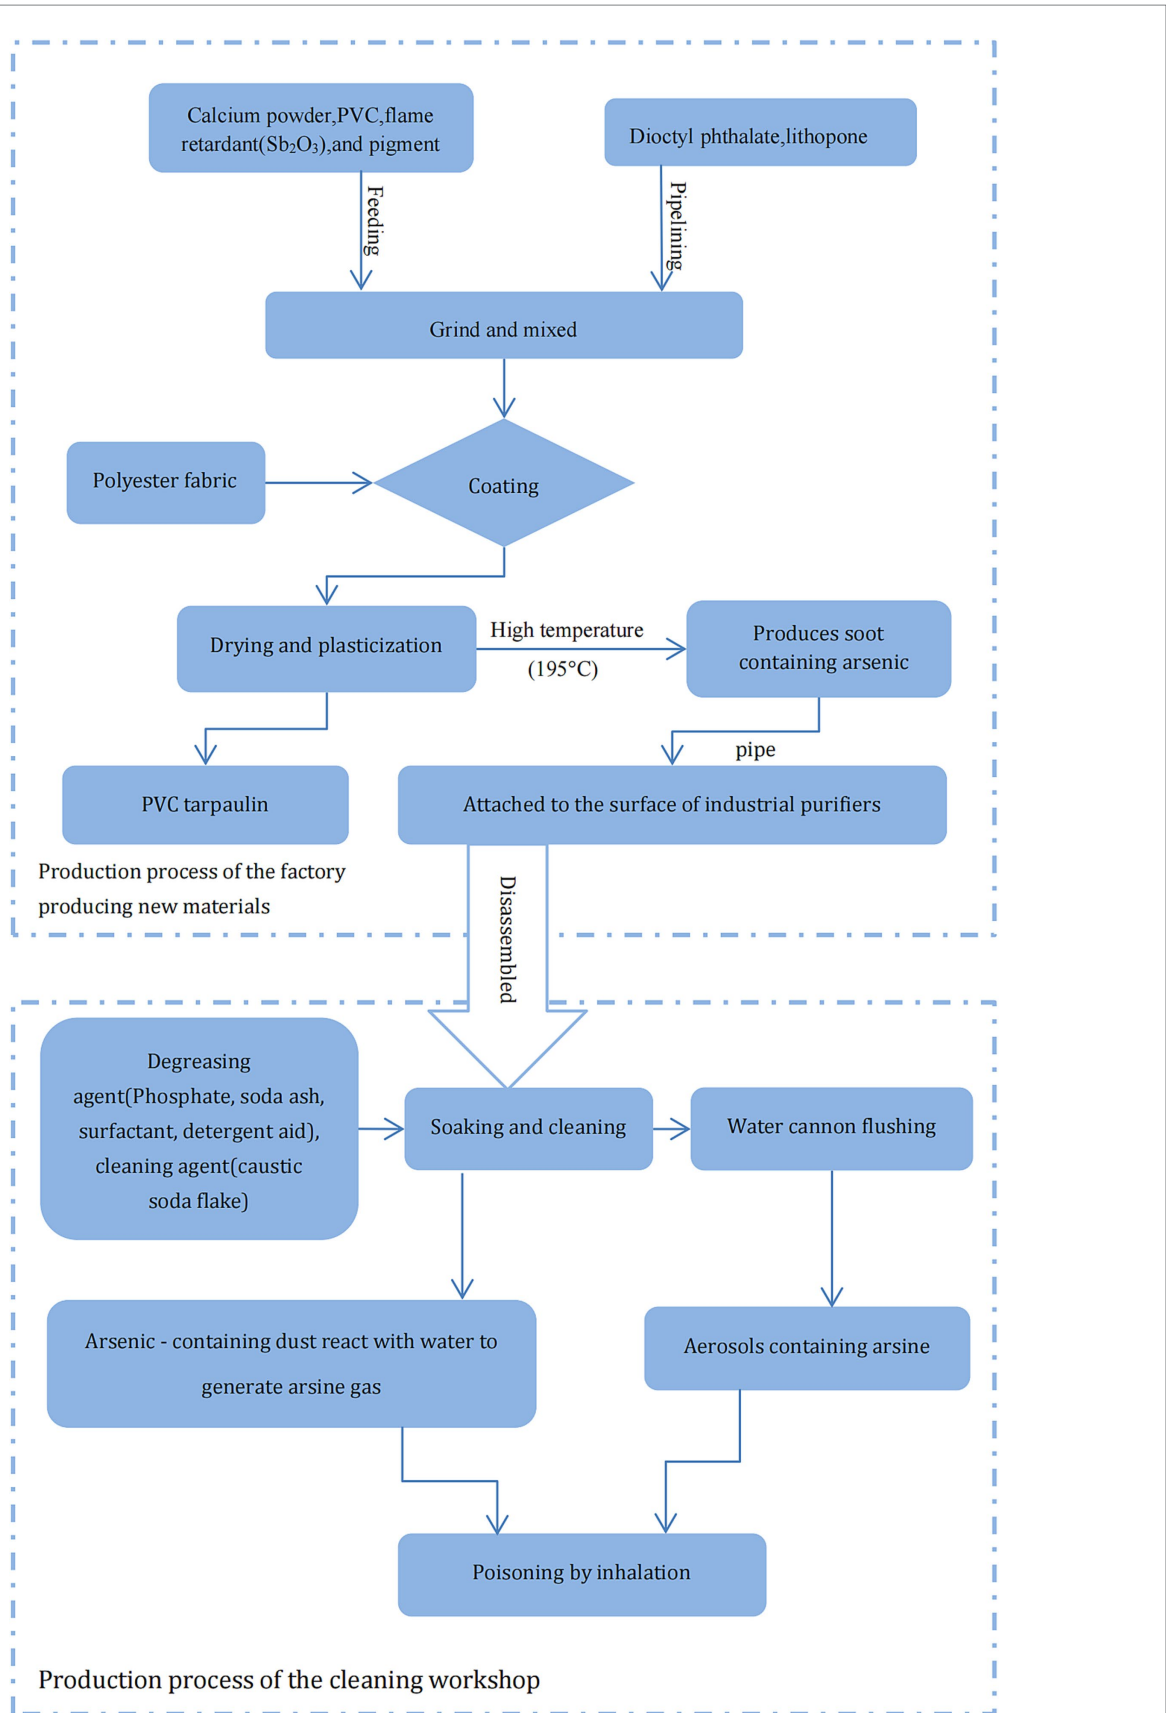 Calcium powder,PVC,flame
retardant(Sb₂O₃),and pigment
Dioctyl phthalate,lithopone
Feeding
Pipelining
Grind and mixed
Polyester fabric
Coating
Drying and plasticization
High temperature
(195°C)
Produces soot
containing arsenic
pipe
PVC tarpaulin
Attached to the surface of industrial purifiers
Production process of the factory
producing new materials
Disassembled
Degreasing
agent(Phosphate, soda ash,
surfactant, detergent aid),
cleaning agent(caustic
soda flake)
Soaking and cleaning
Water cannon flushing
Arsenic - containing dust react with water to
generate arsine gas
Aerosols containing arsine
Poisoning by inhalation
Production process of the cleaning workshop